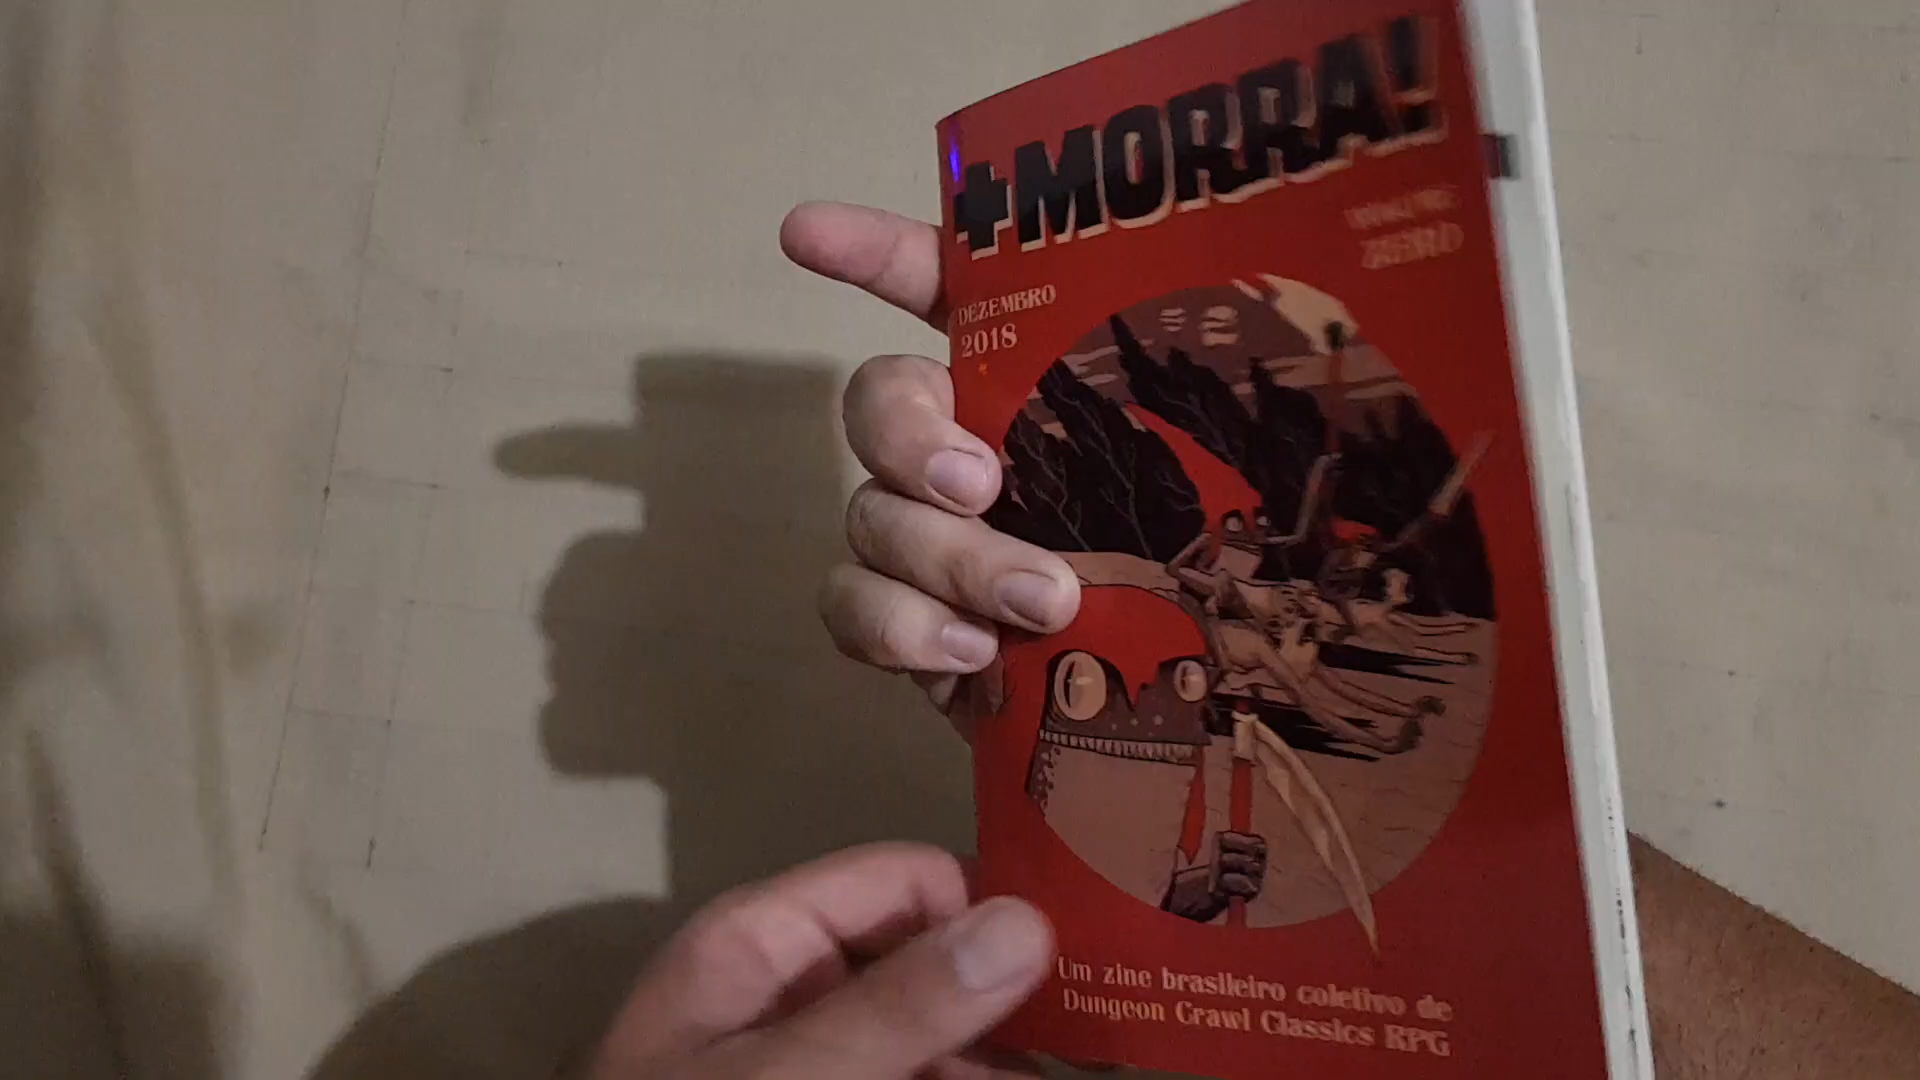 +MORRA!
ZERO
DEZEMBRO
2018
Um zine brasileiro coletivo de
Dungeon Crawl Classics RPG